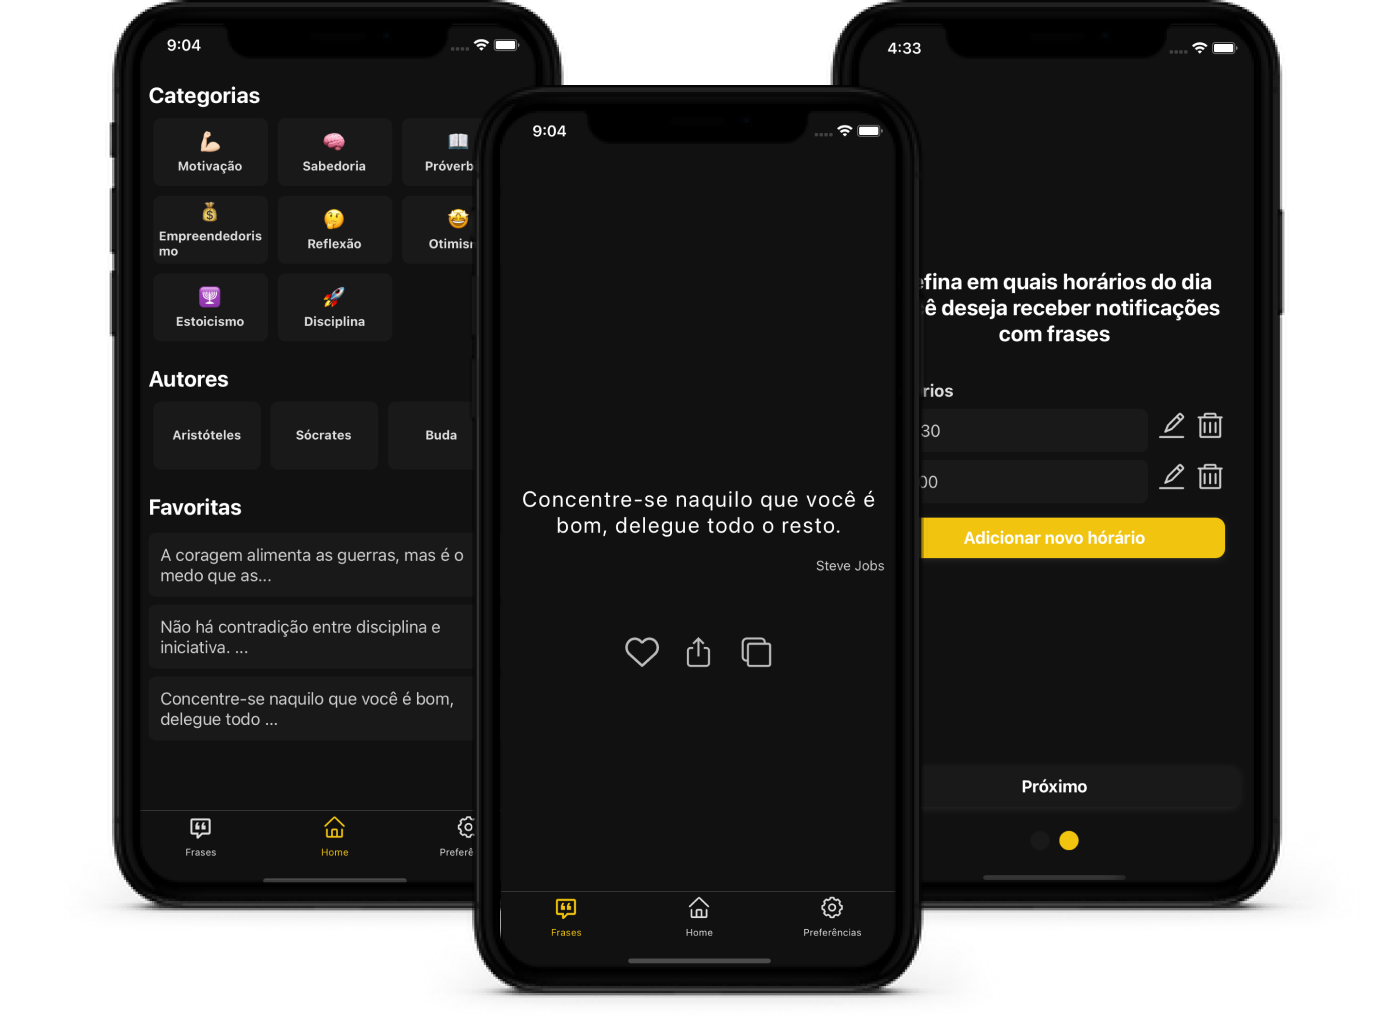 9:04
Categorias
Motivação
Sabedoria
Próverb
Empreendedoris
mo
Reflexão
Otimisn
Estoicismo
Disciplina
Autores
Aristóteles
Sócrates
Buda
Favoritas
A coragem alimenta as guerras, mas é o
medo que as...
Não há contradição entre disciplina e
iniciativa. ...
Concentre-se naquilo que você é bom,
delegue todo ...
Frases
Home
Preferê
9:04
Concentre-se naquilo que você é
bom, delegue todo o resto.
Steve Jobs
Frases
Home
Preferências
4:33
efina em quais horários do dia
ê deseja receber notificações
com frases
rios
30
00
Adicionar novo hórário
Próximo